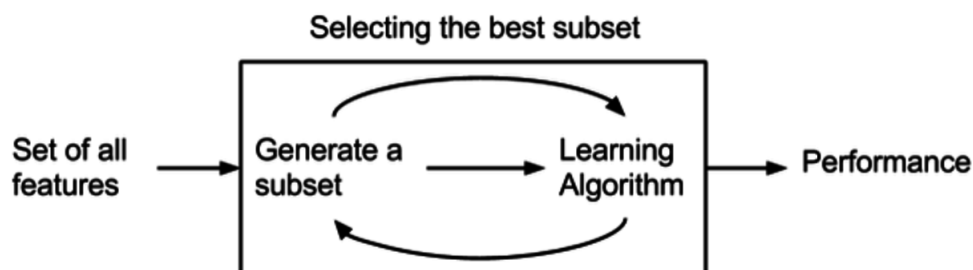 Selecting the best subset
Set of all
features
Generate a
subset
Learning
Algorithm
Performance